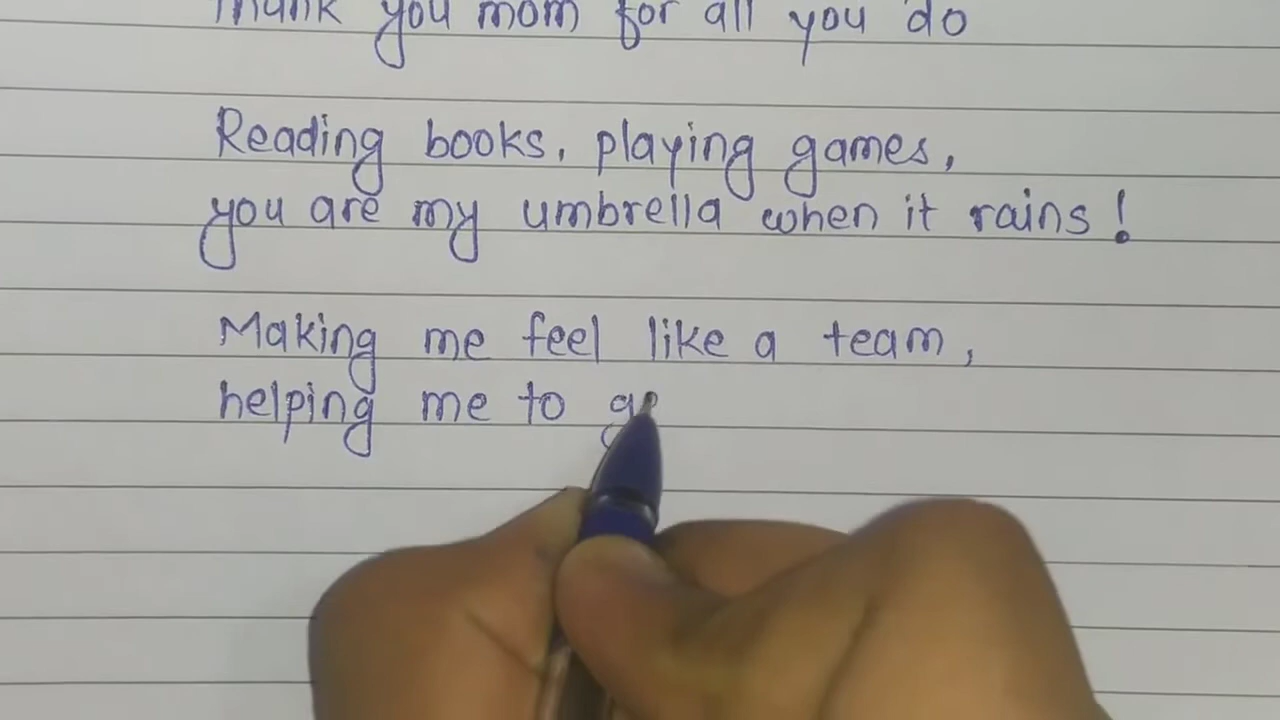 Thank you mom for all you do
Reading books, playing games,
you are my umbrella when it rains!
Making me feel like a team,
helping me to